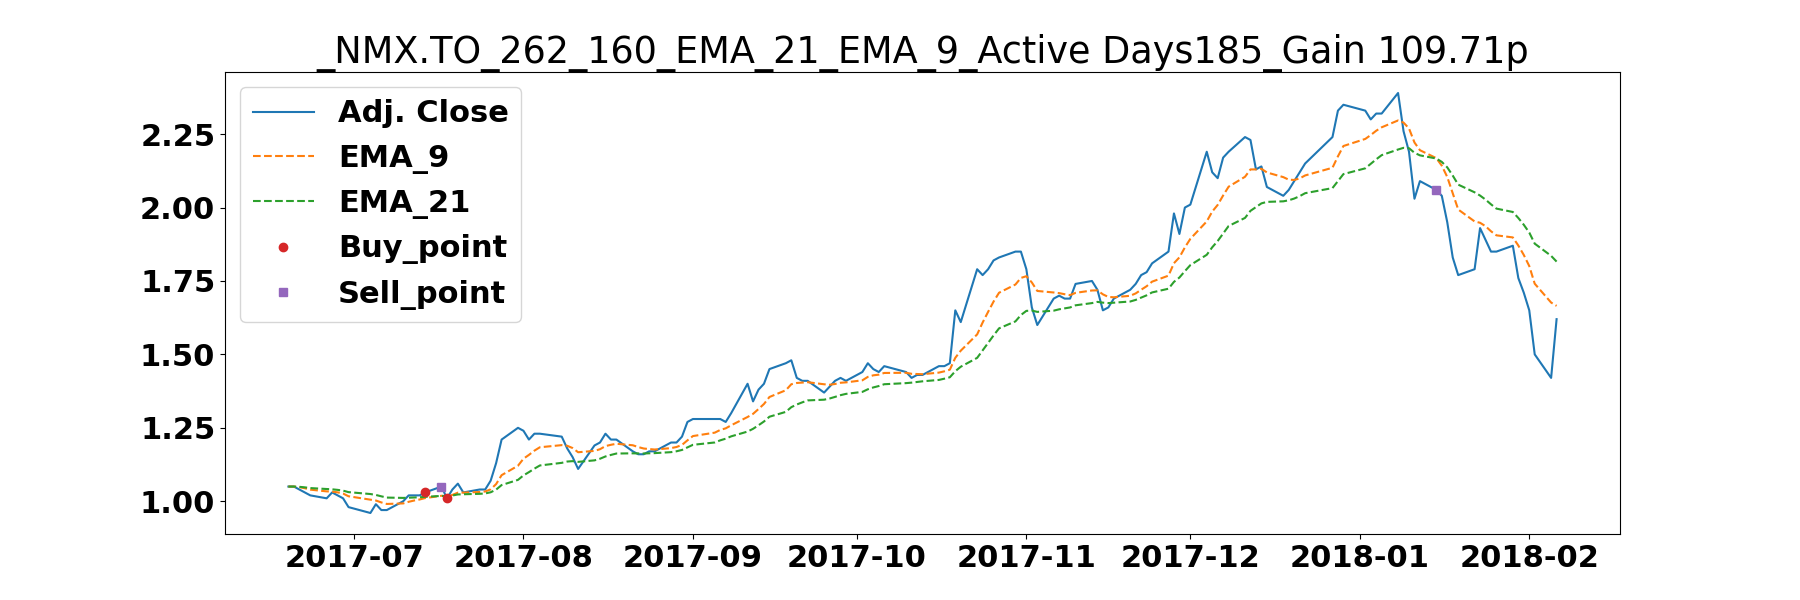 _NMX.TO_262_160_EMA_21_EMA_9_Active Days185_Gain 109.71p
Adj. Close
EMA_9
EMA_21
Buy_point
Sell_point
2.25
2.00
1.75
1.50
1.25
1.00
2017-07 2017-08 2017-09 2017-10 2017-11 2017-12 2018-01 2018-02